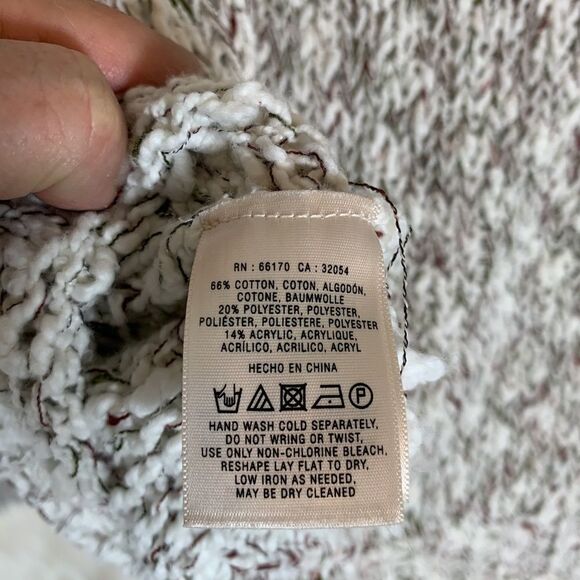 RN : 66170 CA : 32054
66% COTTON, COTON, ALGODÓN,
COTONE, BAUMWOLLE
20% POLYESTER, POLYESTER,
POLIÉSTER, POLIESTERE, POLYESTER
14% ACRYLIC, ACRYLIQUE,
ACRÍLICO, ACRILICO, ACRYL
HECHO EN CHINA
P
HAND WASH COLD SEPARATELY.
DO NOT WRING OR TWIST,
USE ONLY NON-CHLORINE BLEACH.
RESHAPE LAY FLAT TO DRY.
LOW IRON AS NEEDED,
MAY BE DRY CLEANED